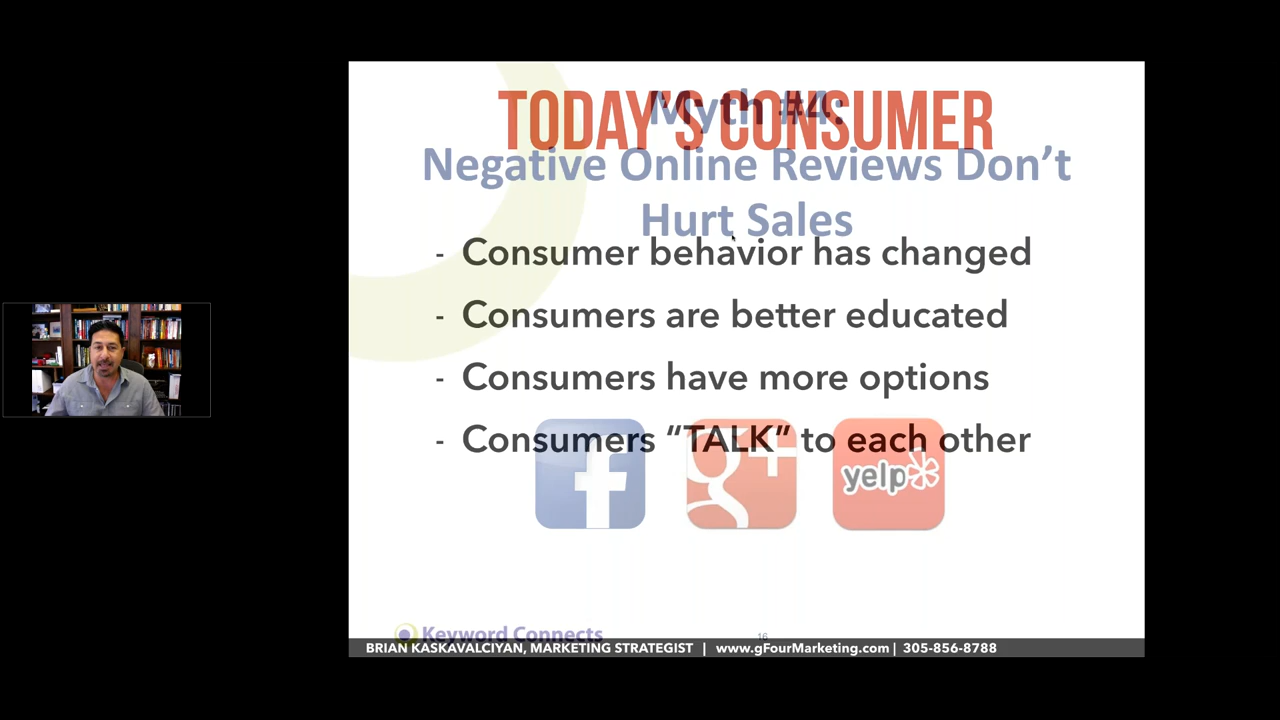 TODAY'S CONSUMER
Myth #4:
Negative Online Reviews Don't
Hurt Sales
- Consumer behavior has changed
- Consumers are better educated
- Consumers have more options
- Consumers “TALK” to each other
f
g+
yelp
Keyword Connects
16
BRIAN KASKAVALCIYAN, MARKETING STRATEGIST | www.gFourMarketing.com | 305-856-8788